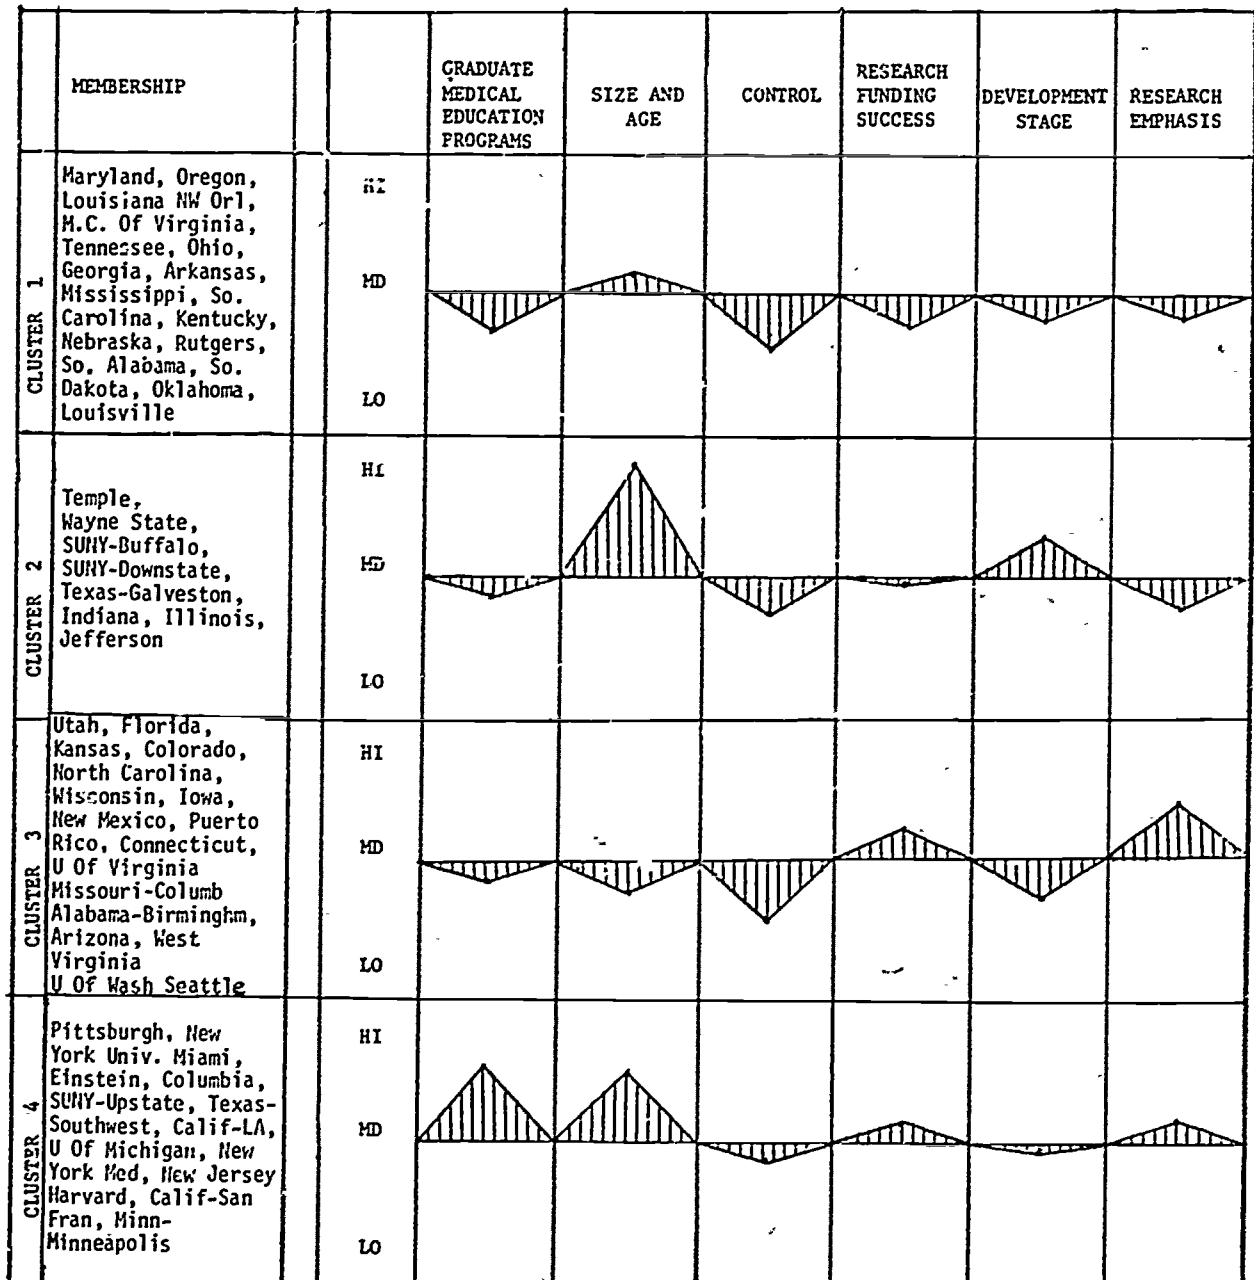 MEMBERSHIP
GRADUATE
MEDICAL
EDUCATION
PROGRAMS
SIZE AND
AGE
CONTROL
RESEARCH
FUNDING
SUCCESS
DEVELOPMENT
STAGE
RESEARCH
EMPHASIS
CLUSTER 1
Maryland, Oregon,
Louisiana NW Orl,
M.C. Of Virginia,
Tennessee, Ohio,
Georgia, Arkansas,
Mississippi, So.
Carolina, Kentucky,
Nebraska, Rutgers,
So. Alabama, So.
Dakota, Oklahoma,
Louisville
HI
MD
LO
CLUSTER 2
Temple,
Wayne State,
SUNY-Buffalo,
SUNY-Downstate,
Texas-Galveston,
Indiana, Illinois,
Jefferson
HI
MD
LO
CLUSTER 3
Utah, Florida,
Kansas, Colorado,
North Carolina,
Wisconsin, Iowa,
New Mexico, Puerto
Rico, Connecticut,
U Of Virginia
Missouri-Columb
Alabama-Birminghm,
Arizona, West
Virginia
U Of Wash Seattle
HI
MD
LO
CLUSTER 4
Pittsburgh, New
York Univ. Miami,
Einstein, Columbia,
SUNY-Upstate, Texas-
Southwest, Calif-LA,
U Of Michigan, New
York Med, New Jersey
Harvard, Calif-San
Fran, Minn-
Minneapolis
HI
MD
LO